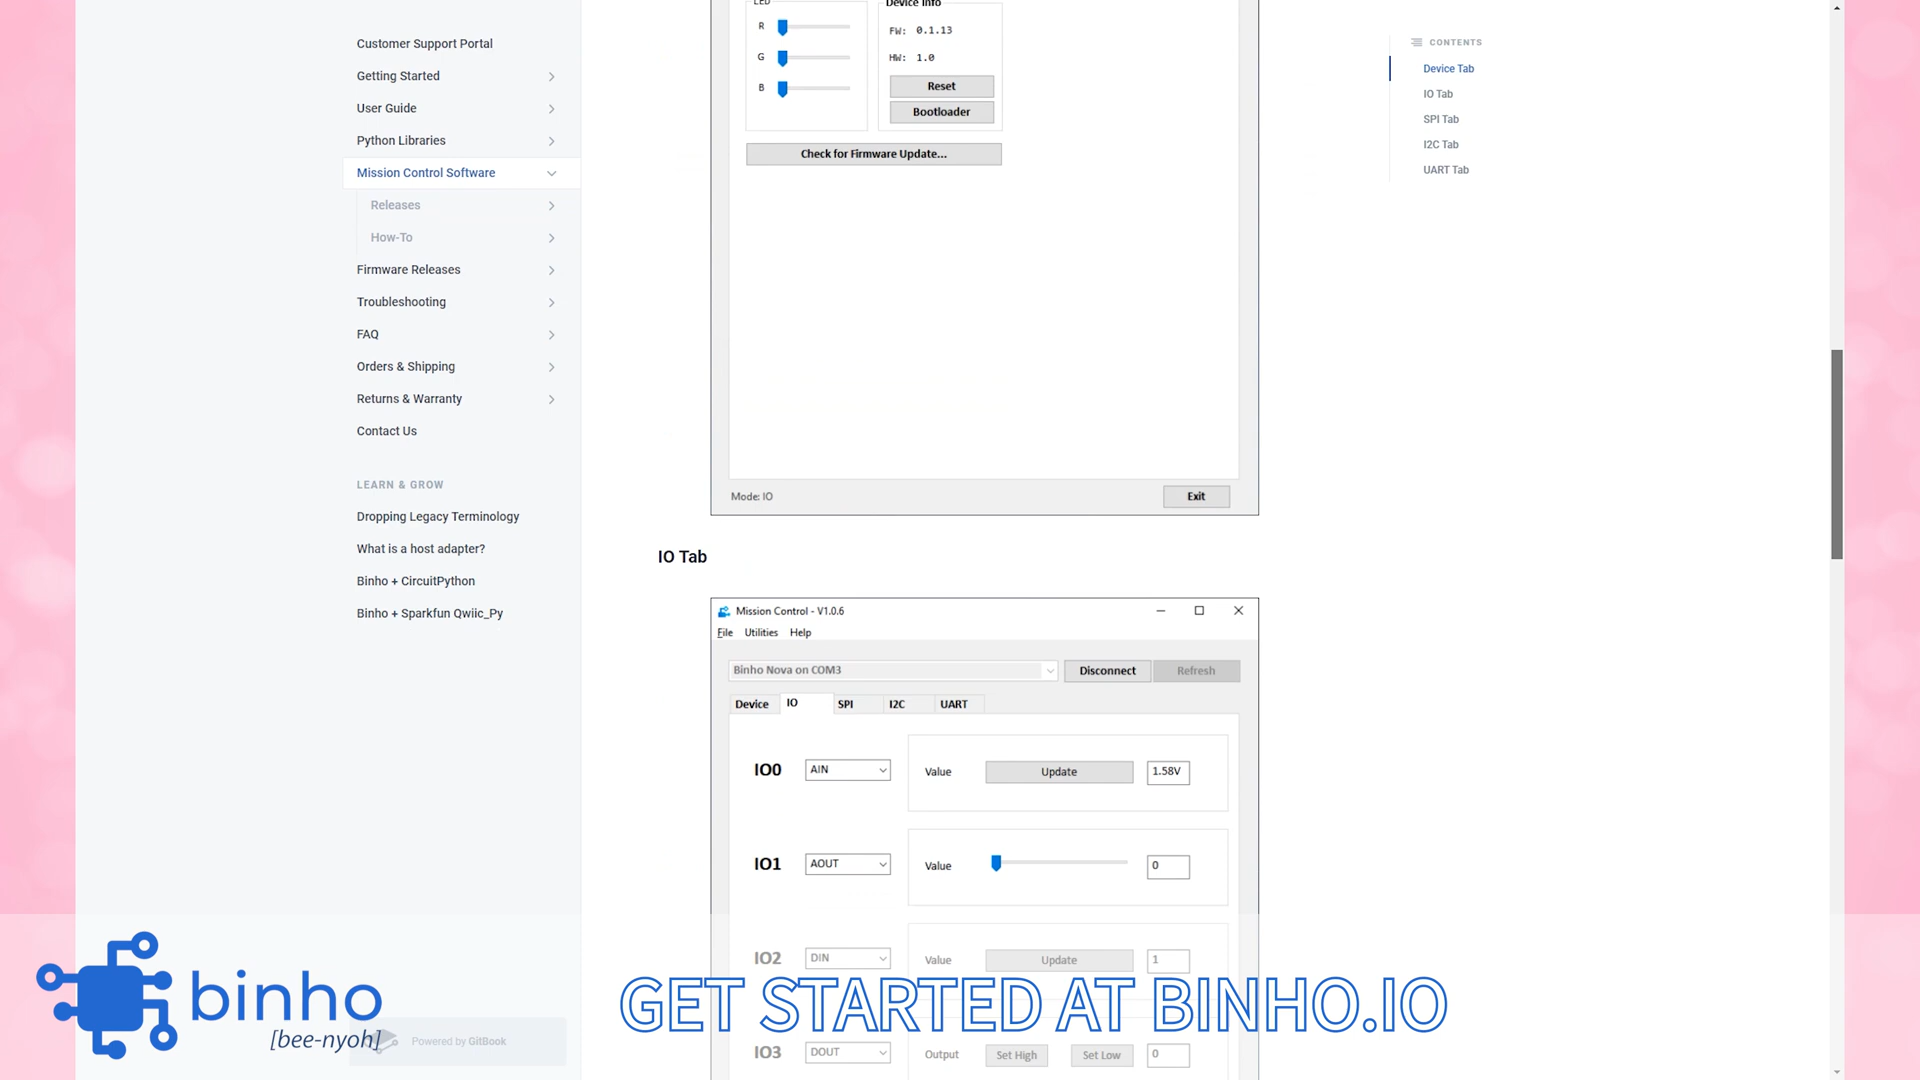 Customer Support Portal
Getting Started
User Guide
Python Libraries
Mission Control Software
Releases
How-To
Firmware Releases
Troubleshooting
FAQ
Orders & Shipping
Returns & Warranty
Contact Us
LEARN & GROW
Dropping Legacy Terminology
What is a host adapter?
Binho + CircuitPython
Binho + Sparkfun Qwiic_Py
Powered by GitBook
LED
R
G
B
Device Info
FW: 0.1.13
HW: 1.0
Reset
Bootloader
Check for Firmware Update...
Mode: IO
Exit
IO Tab
Mission Control - V1.0.6
File Utilities Help
Binho Nova on COM3
Disconnect Refresh
Device IO SPI I2C UART
IO0 AIN Value Update 1.58V
IO1 AOUT Value 0
IO2 DIN Value Update 1
IO3 DOUT Output Set High Set Low 0
CONTENTS
Device Tab
IO Tab
SPI Tab
I2C Tab
UART Tab
binho
[bee-nyoh]
GET STARTED AT BINHO.IO